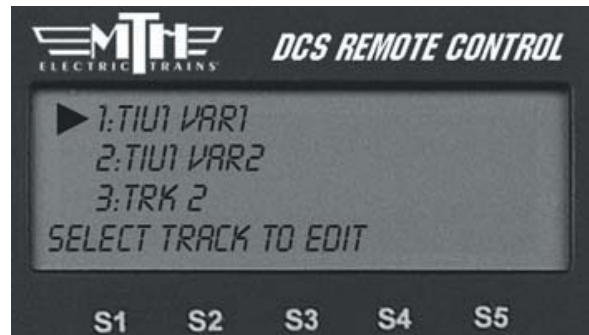 MTH DCS REMOTE CONTROL
ELECTRIC TRAINS
▶ 1:TIU1 VAR1
2:TIU1 VAR2
3:TRK 2
SELECT TRACK TO EDIT
S1 S2 S3 S4 S5